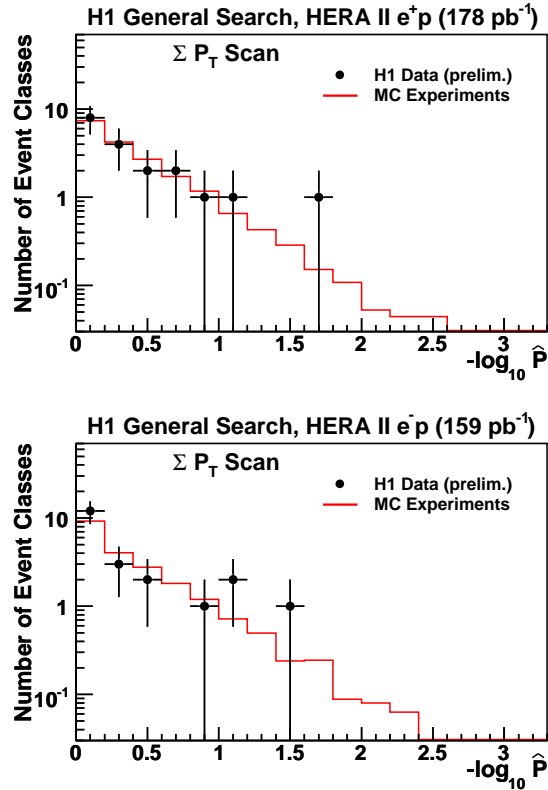 H1 General Search, HERA II e⁺p (178 pb⁻¹)
Σ P_T Scan
H1 Data (prelim.)
MC Experiments
Number of Event Classes
10
1
10⁻¹
0 0.5 1 1.5 2 2.5 3
-log₁₀ P̂
H1 General Search, HERA II e⁻p (159 pb⁻¹)
Σ P_T Scan
H1 Data (prelim.)
MC Experiments
Number of Event Classes
10
1
10⁻¹
0 0.5 1 1.5 2 2.5 3
-log₁₀ P̂